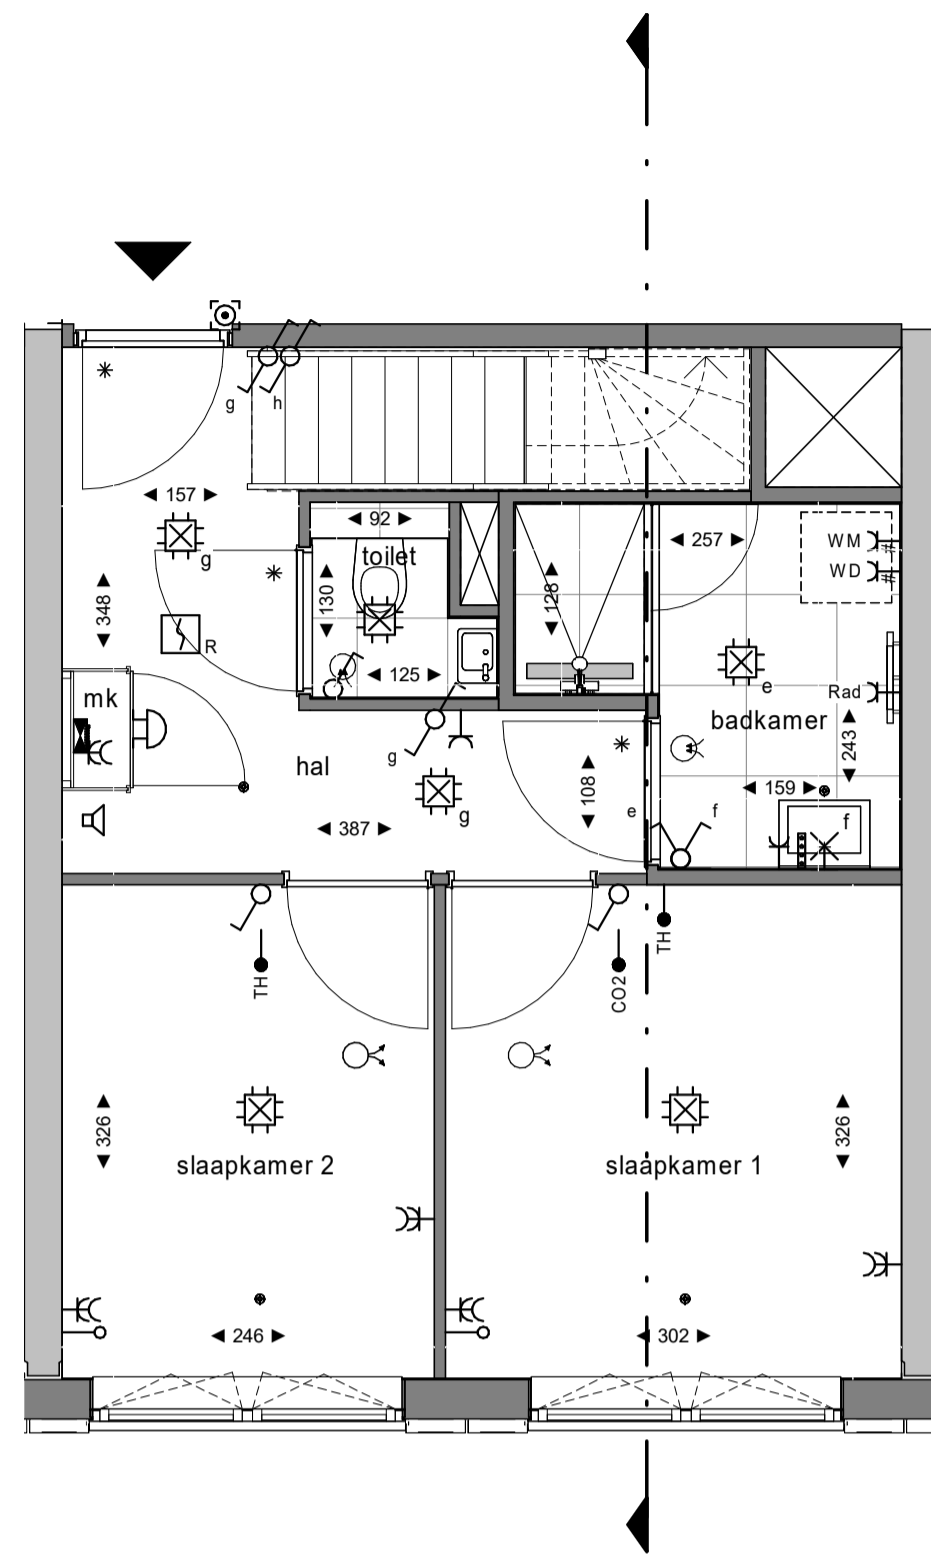 g
h
157
92
257
WM
g
toilet
WD
348
130
128
R
125
e
mk
Rad
badkamer
g
hal
243
108
159
387
g
e
f
f
TH
TH
CO2
326
326
slaapkamer 2
slaapkamer 1
246
302